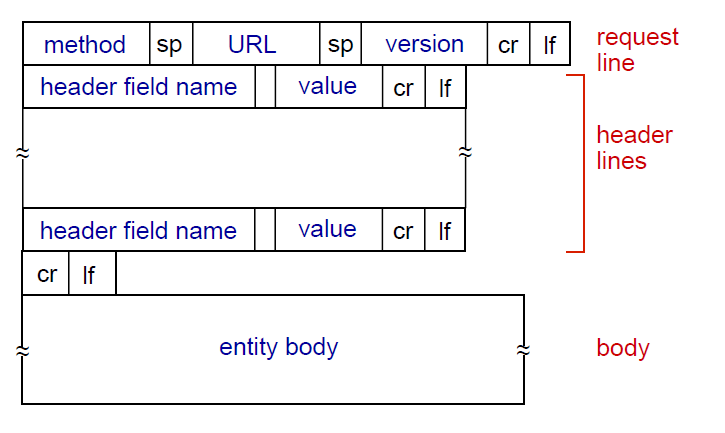 method sp URL sp version cr lf
request line
header field name value cr lf
header lines
header field name value cr lf
cr lf
entity body
body